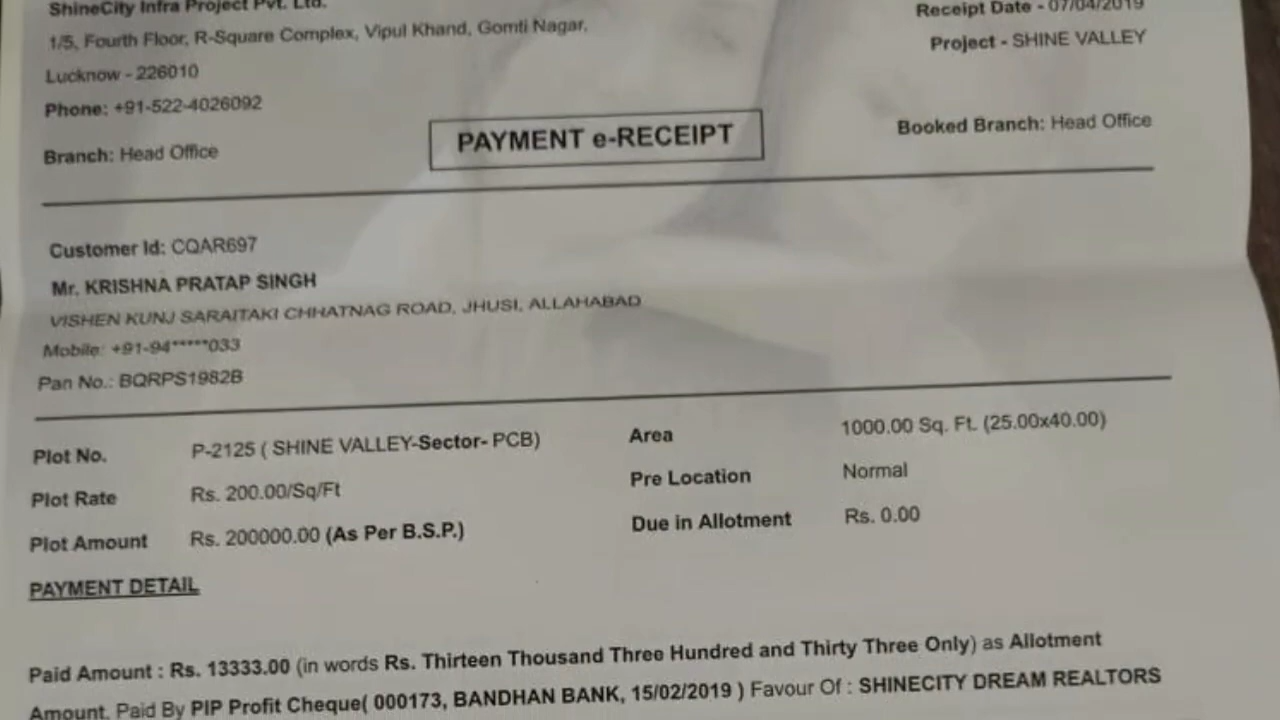 ShineCity Infra Project Pvt. Ltd.
Receipt Date - 07/04/2019
1/5, Fourth Floor, R-Square Complex, Vipul Khand, Gomti Nagar,
Project - SHINE VALLEY
Lucknow - 226010
Phone: +91-522-4026092
Branch: Head Office
PAYMENT e-RECEIPT
Booked Branch: Head Office
Customer Id: CQAR697
Mr. KRISHNA PRATAP SINGH
VISHEN KUNJ SARAITAKI CHHATNAG ROAD, JHUSI, ALLAHABAD
Mobile: +91-94*****033
Pan No.: BQRPS1982B
Plot No. P-2125 ( SHINE VALLEY-Sector- PCB) Area 1000.00 Sq. Ft. (25.00x40.00)
Plot Rate Rs. 200.00/Sq/Ft Pre Location Normal
Plot Amount Rs. 200000.00 (As Per B.S.P.) Due in Allotment Rs. 0.00
PAYMENT DETAIL
Paid Amount : Rs. 13333.00 (in words Rs. Thirteen Thousand Three Hundred and Thirty Three Only) as Allotment
Amount, Paid By PIP Profit Cheque( 000173, BANDHAN BANK, 15/02/2019 ) Favour Of : SHINECITY DREAM REALTORS